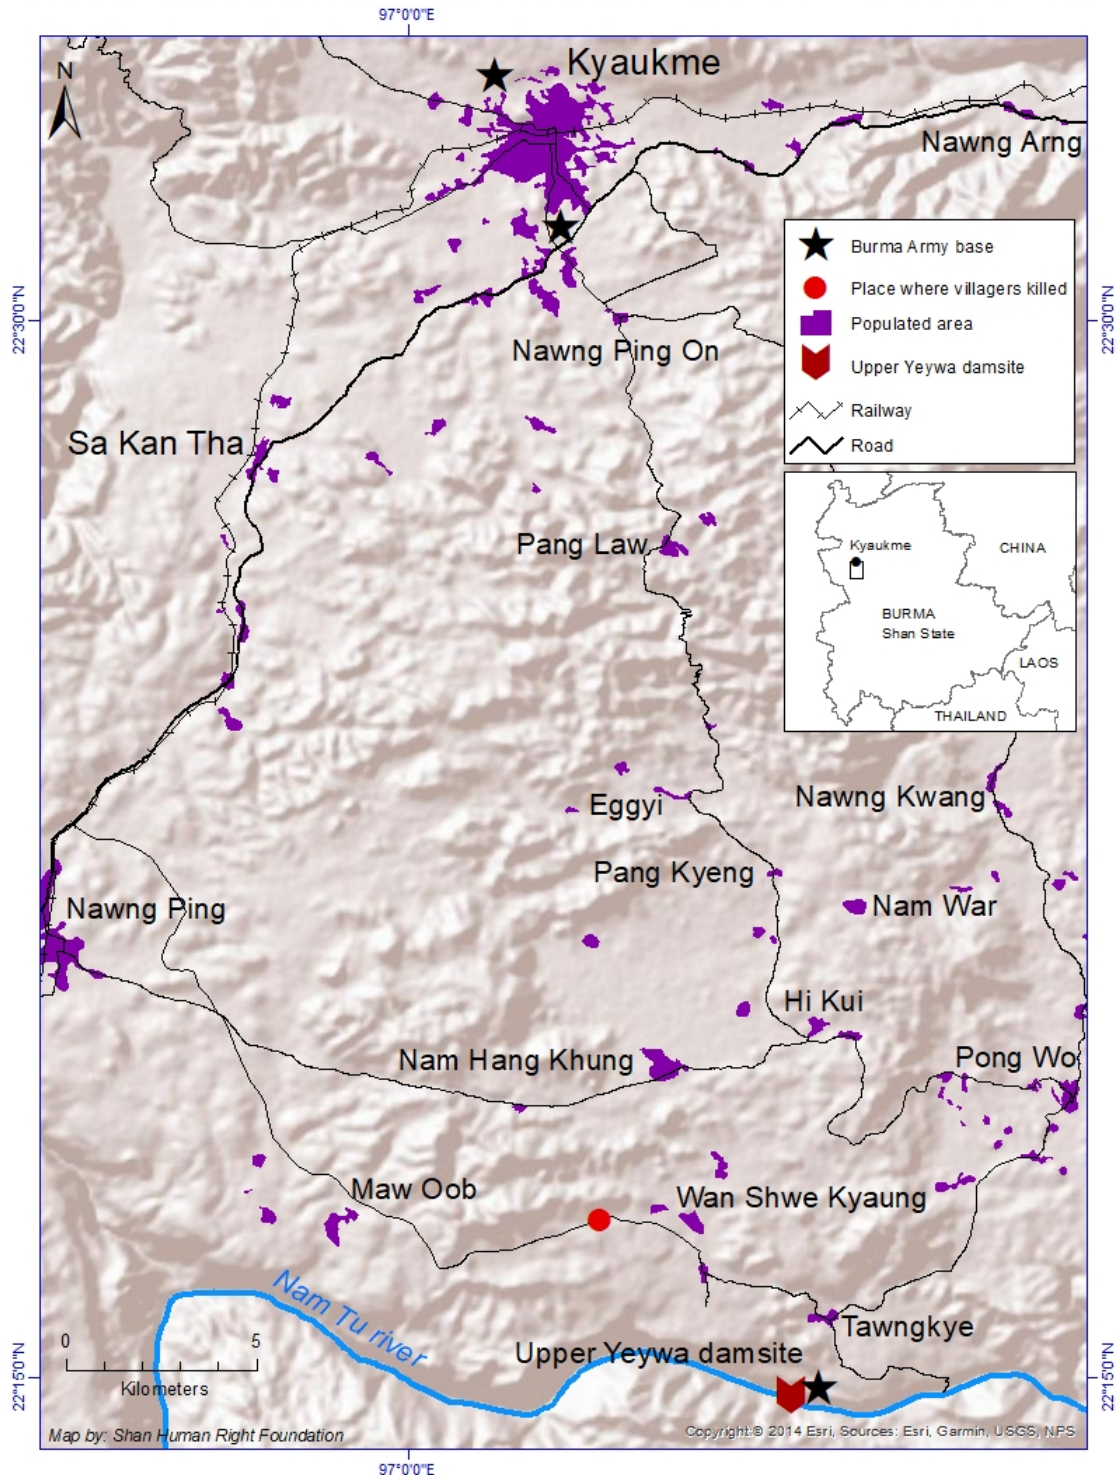 97°0'0"E
N
Kyaukme
Nawng Arng
Burma Army base
Place where villagers killed
Populated area
Upper Yeywa damsite
Railway
Road
22°30'0"N
22°30'0"N
Nawng Ping On
Sa Kan Tha
Pang Law
Kyaukme
CHINA
BURMA
Shan State
LAOS
THAILAND
Eggyi
Nawng Kwang
Pang Kyeng
Nam War
Nawng Ping
Hi Kui
Nam Hang Khung
Pong Wo
Maw Oob
Wan Shwe Kyaung
Nam Tu river
Tawngkye
Upper Yeywa damsite
0 5
Kilometers
22°15'0"N
22°15'0"N
Map by: Shan Human Right Foundation
Copyright:© 2014 Esri, Sources: Esri, Garmin, USGS, NPS
97°0'0"E